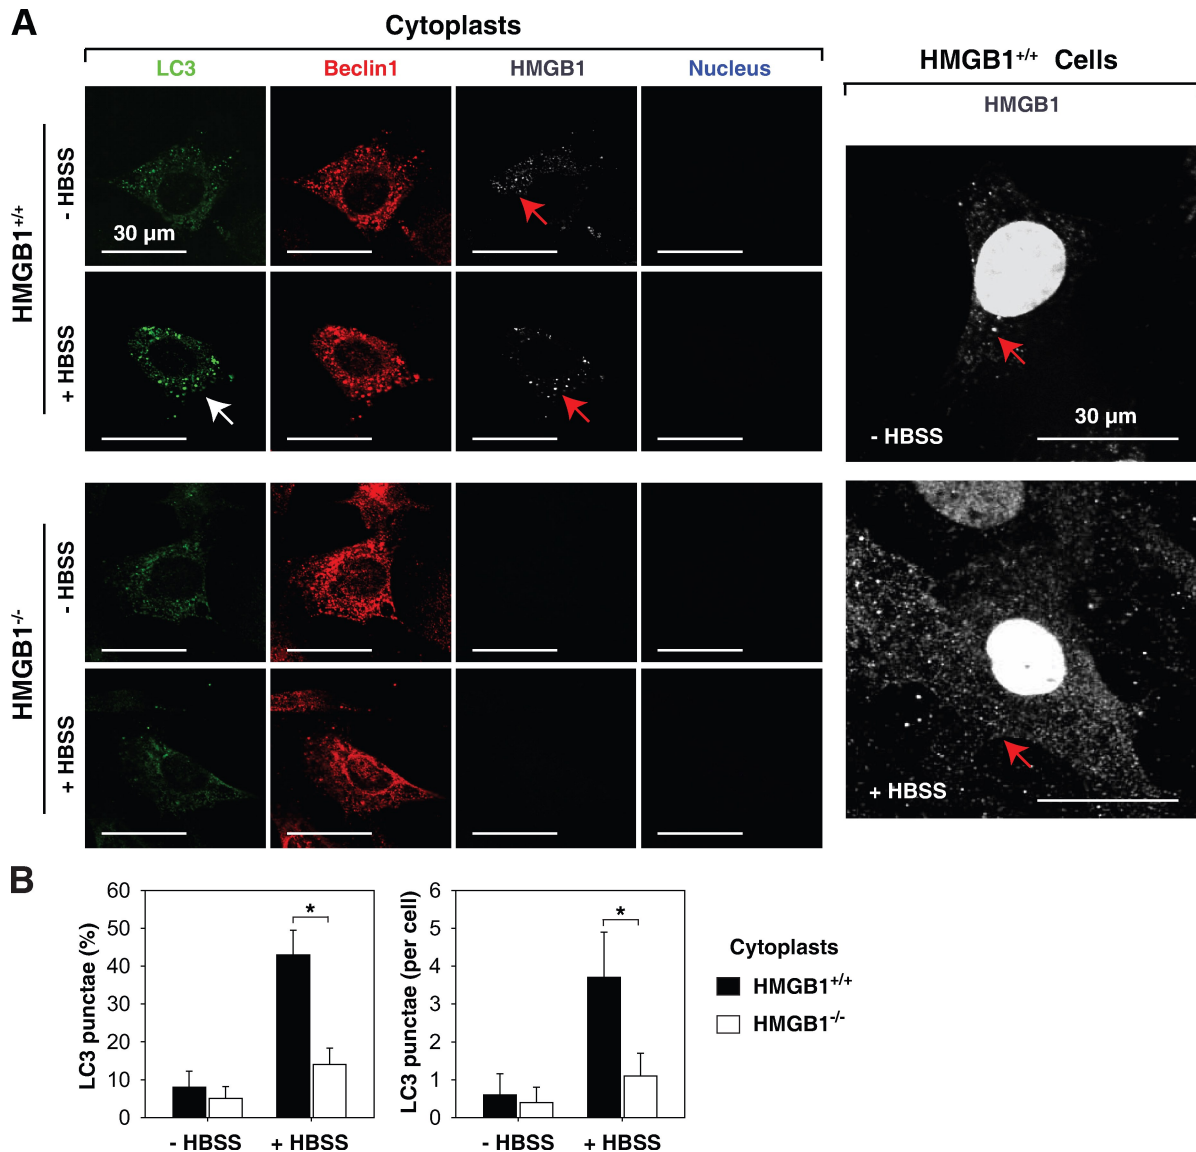 A
Cytoplasts
LC3
Beclin1
HMGB1
Nucleus
HMGB1+/+ Cells
HMGB1
HMGB1+/+
- HBSS
30 µm
+ HBSS
- HBSS
30 µm
+ HBSS
HMGB1-/-
- HBSS
+ HBSS
B
LC3 punctae (%)
60
50
40
30
20
10
0
*
- HBSS
+ HBSS
LC3 punctae (per cell)
6
5
4
3
2
1
0
*
- HBSS
+ HBSS
Cytoplasts
HMGB1+/+
HMGB1-/-